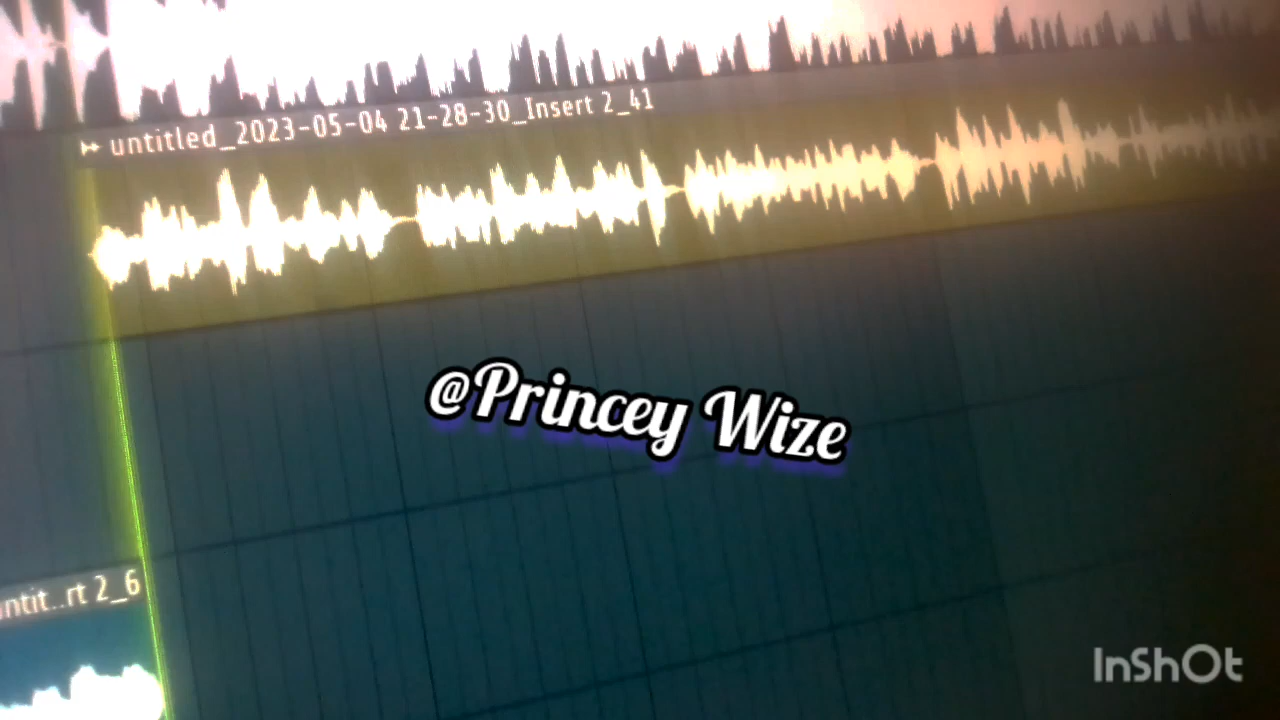 untitled_2023-05-04 21-28-30_Insert 2_41
@Princey Wize
untit..rt 2_6
InShOt